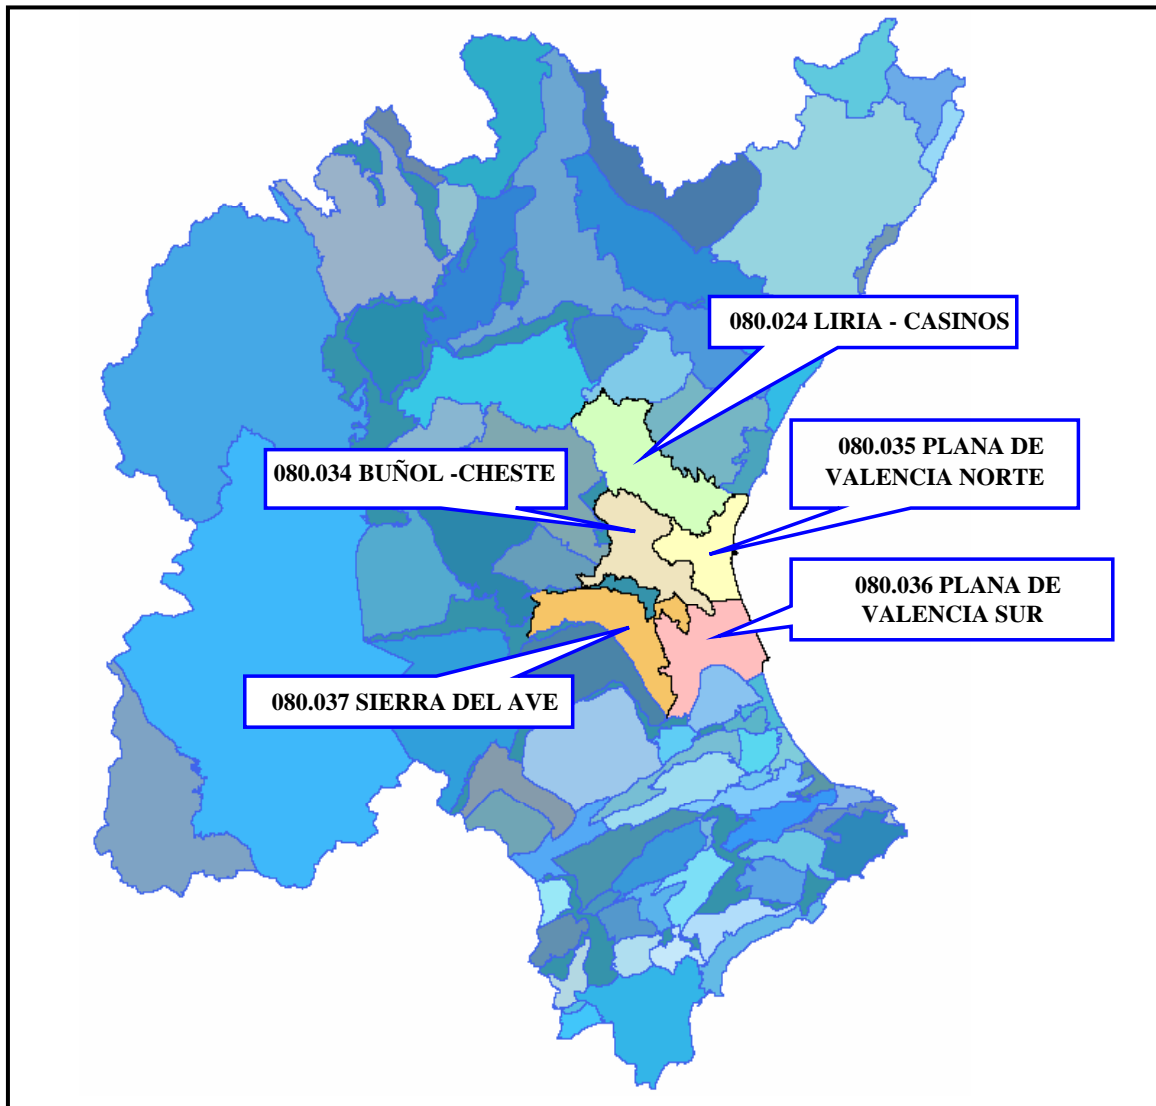 080.024 LIRIA - CASINOS
080.035 PLANA DE
VALENCIA NORTE
080.034 BUÑOL -CHESTE
080.036 PLANA DE
VALENCIA SUR
080.037 SIERRA DEL AVE